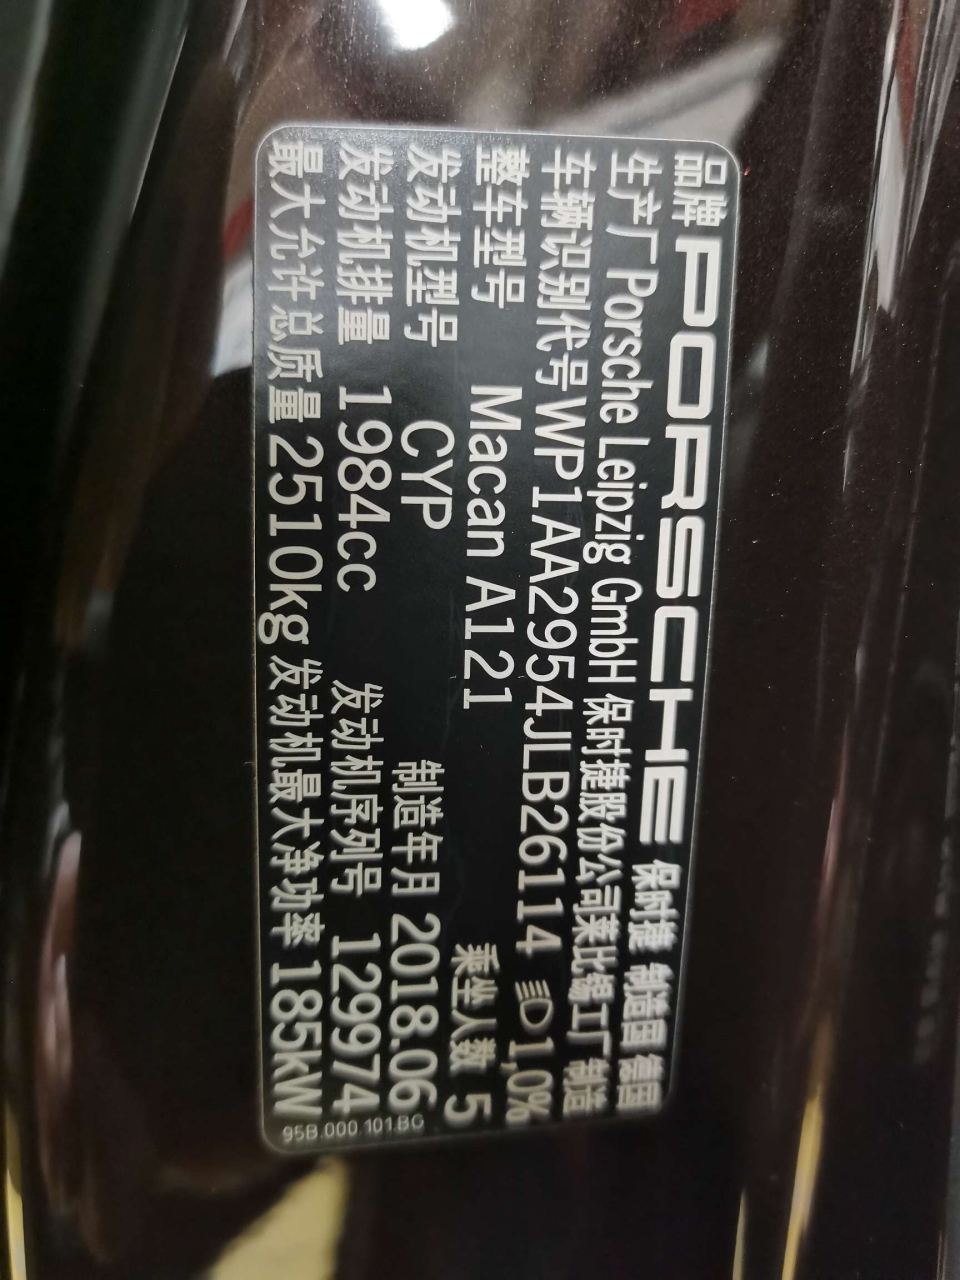 品牌 PORSCHE 保时捷 制造国 德国
生产厂 Porsche Leipzig GmbH 保时捷股份公司莱比锡工厂 制造
车辆识别代号 WP1AA2954JLB26114 1,0%
整车型号 Macan A121 乘坐人数 5
发动机型号 CYP 制造年月 2018.06
发动机排量 1984cc 发动机序列号 129974
最大允许总质量 2510kg 发动机最大净功率 185kW
95B.000.101.BG